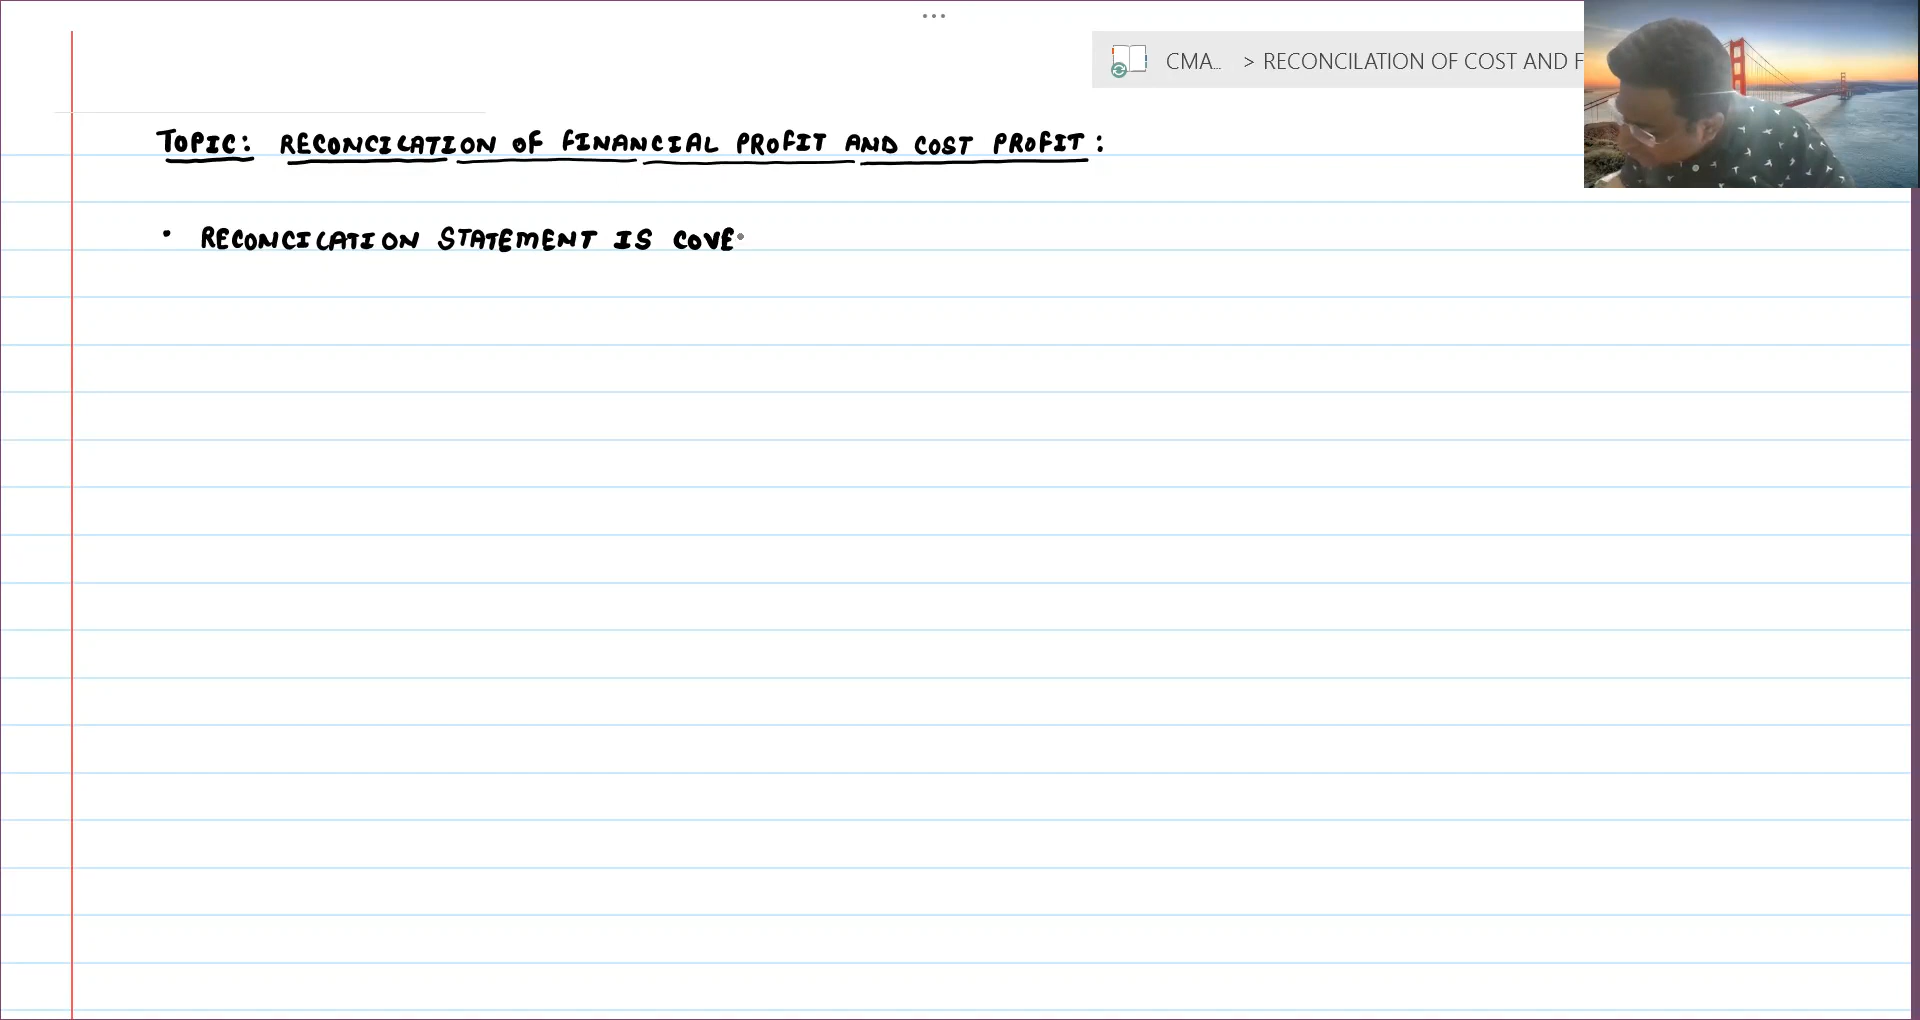 CMA... > RECONCILATION OF COST AND F
TOPIC: RECONCILATION OF FINANCIAL PROFIT AND COST PROFIT:
• RECONCILATION STATEMENT IS COVE